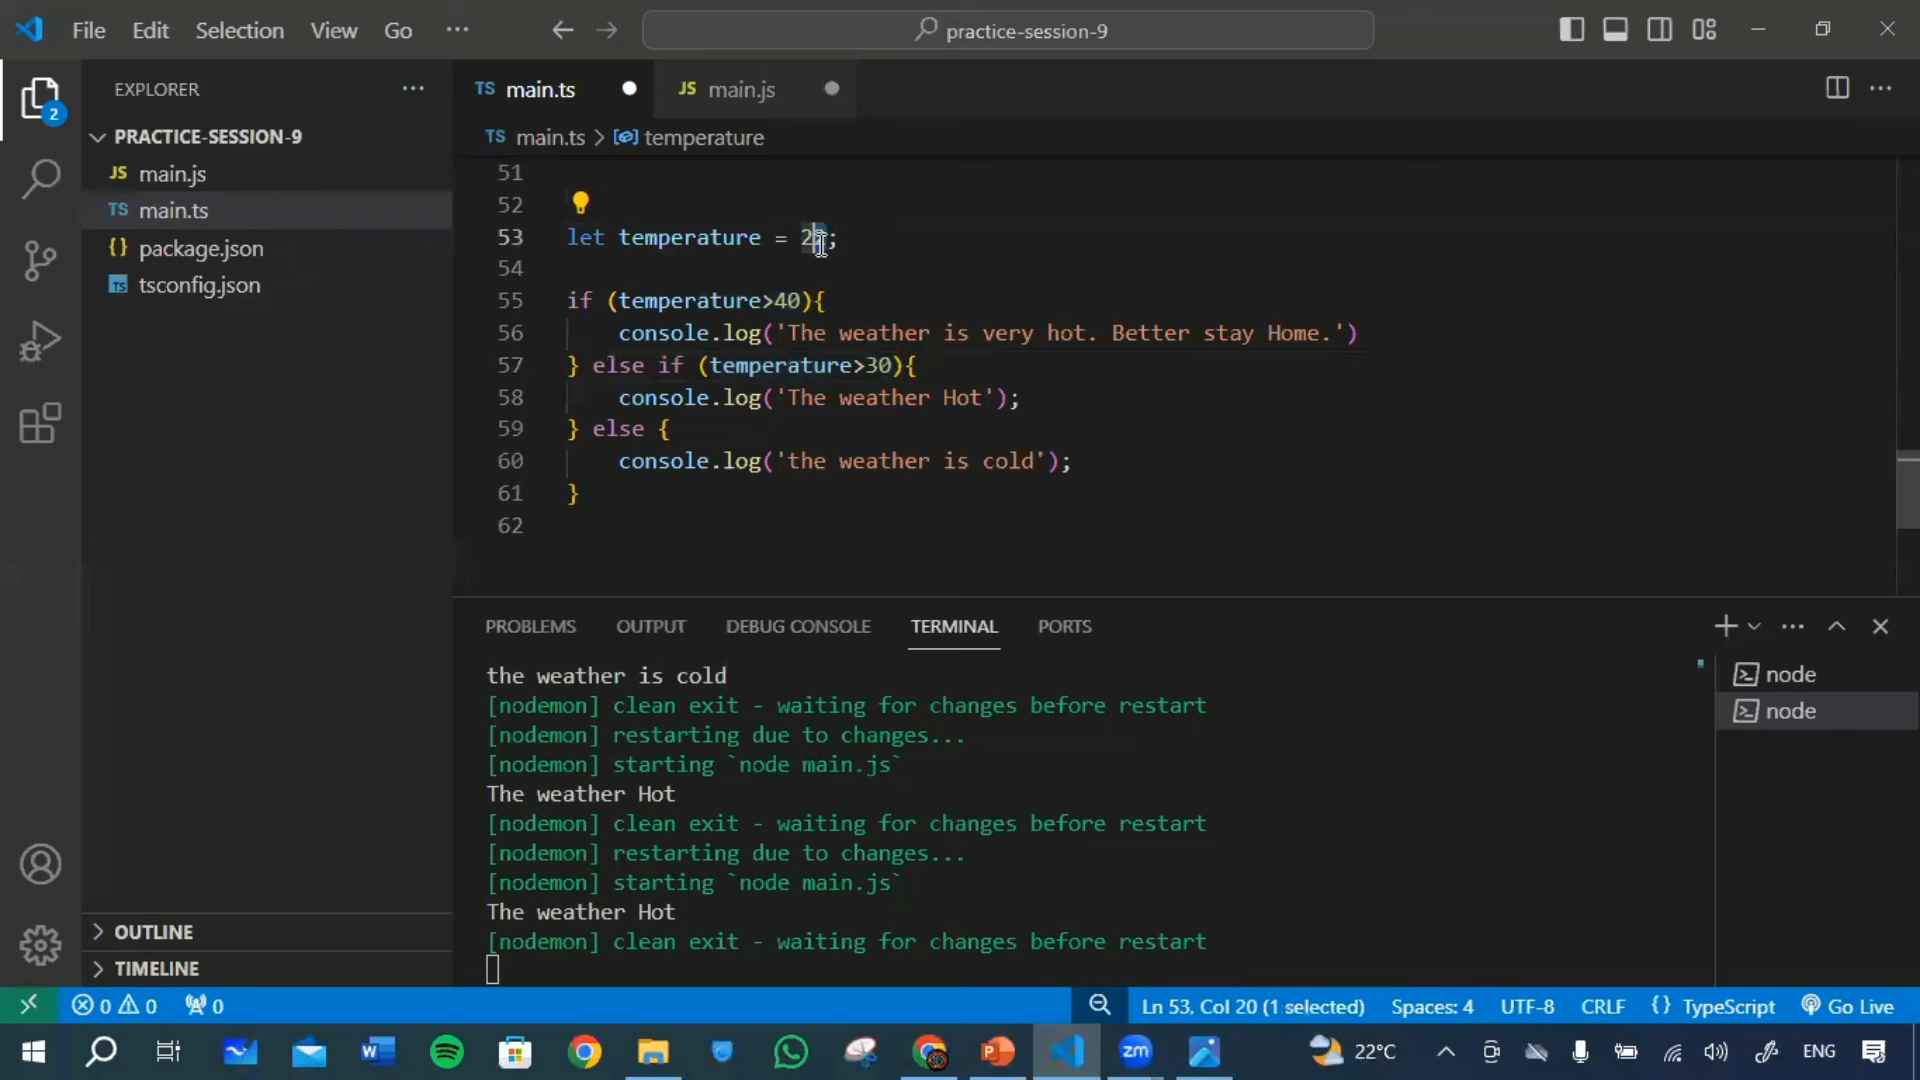 File Edit Selection View Go ··· practice-session-9
EXPLORER
PRACTICE-SESSION-9
JS main.js
TS main.ts
{} package.json
TS tsconfig.json
OUTLINE
TIMELINE
2
TS main.ts JS main.js
TS main.ts > temperature
51
52
53 let temperature =
54
55 if (temperature>40){
56 console.log('The weather is very hot. Better stay Home.')
57 } else if (temperature>30){
58 console.log('The weather Hot');
59 } else {
60 console.log('the weather is cold');
61 }
62
PROBLEMS OUTPUT DEBUG CONSOLE TERMINAL PORTS
the weather is cold
[nodemon] clean exit - waiting for changes before restart
[nodemon] restarting due to changes...
[nodemon] starting `node main.js`
The weather Hot
[nodemon] clean exit - waiting for changes before restart
[nodemon] restarting due to changes...
[nodemon] starting `node main.js`
The weather Hot
[nodemon] clean exit - waiting for changes before restart
node
node
0 0 0 Ln 53, Col 20 (1 selected) Spaces: 4 UTF-8 CRLF {} TypeScript Go Live
W zm 22°C ENG